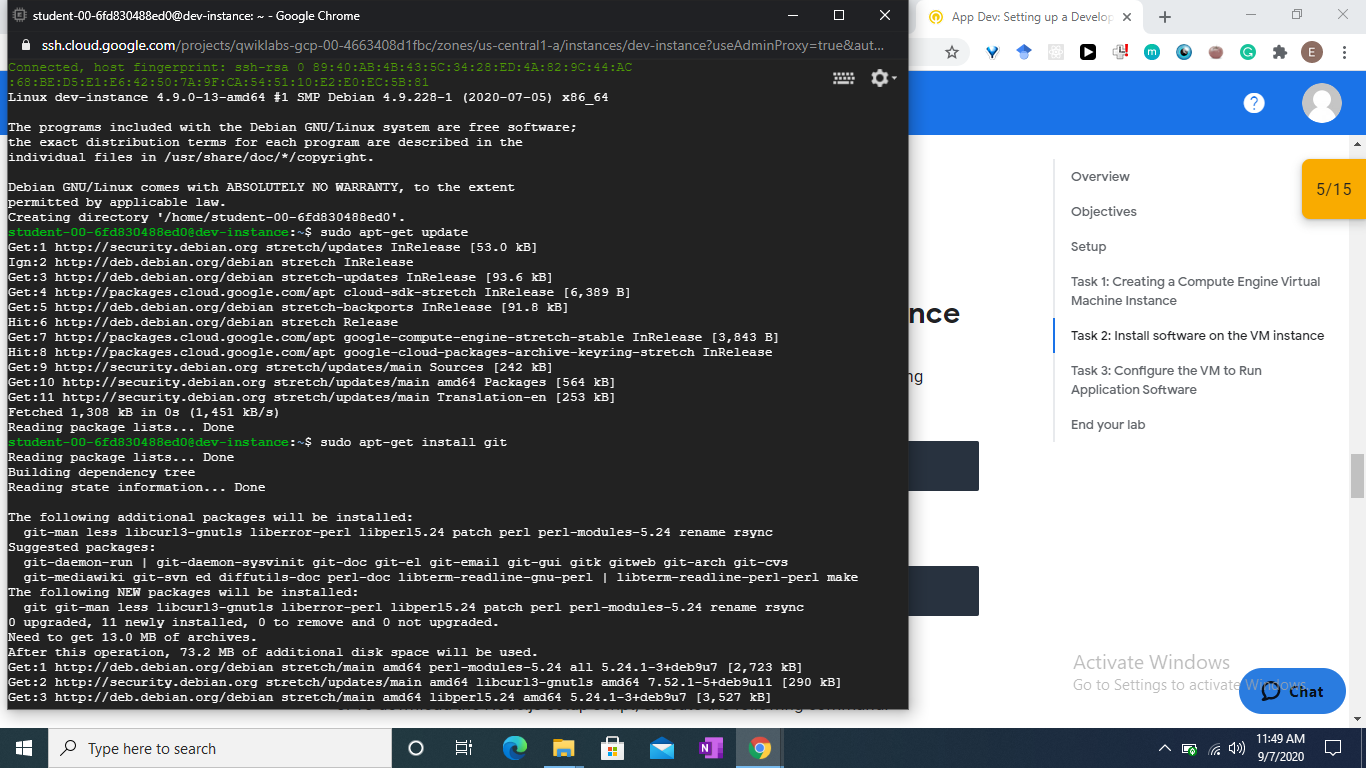 student-00-6fd830488ed0@dev-instance: ~ - Google Chrome
ssh.cloud.google.com/projects/qwiklabs-gcp-00-4663408d1fbc/zones/us-central1-a/instances/dev-instance?useAdminProxy=true&aut...
Connected, host fingerprint: ssh-rsa 0 89:40:AB:4B:43:5C:34:28:ED:4A:82:9C:44:AC
:68:BE:D5:E1:E6:42:50:7A:9F:CA:54:51:10:E2:E0:EC:5B:81
Linux dev-instance 4.9.0-13-amd64 #1 SMP Debian 4.9.228-1 (2020-07-05) x86_64
The programs included with the Debian GNU/Linux system are free software;
the exact distribution terms for each program are described in the
individual files in /usr/share/doc/*/copyright.
Debian GNU/Linux comes with ABSOLUTELY NO WARRANTY, to the extent
permitted by applicable law.
Creating directory '/home/student-00-6fd830488ed0'.
student-00-6fd830488ed0@dev-instance:~$ sudo apt-get update
Get:1 http://security.debian.org stretch/updates InRelease [53.0 kB]
Ign:2 http://deb.debian.org/debian stretch InRelease
Get:3 http://deb.debian.org/debian stretch-updates InRelease [93.6 kB]
Get:4 http://packages.cloud.google.com/apt cloud-sdk-stretch InRelease [6,389 B]
Get:5 http://deb.debian.org/debian stretch-backports InRelease [91.8 kB]
Hit:6 http://deb.debian.org/debian stretch Release
Get:7 http://packages.cloud.google.com/apt google-compute-engine-stretch-stable InRelease [3,843 B]
Hit:8 http://packages.cloud.google.com/apt google-cloud-packages-archive-keyring-stretch InRelease
Get:9 http://security.debian.org stretch/updates/main Sources [242 kB]
Get:10 http://security.debian.org stretch/updates/main amd64 Packages [564 kB]
Get:11 http://security.debian.org stretch/updates/main Translation-en [253 kB]
Fetched 1,308 kB in 0s (1,451 kB/s)
Reading package lists... Done
student-00-6fd830488ed0@dev-instance:~$ sudo apt-get install git
Reading package lists... Done
Building dependency tree
Reading state information... Done
The following additional packages will be installed:
git-man less libcurl3-gnutls liberror-perl libperl5.24 patch perl perl-modules-5.24 rename rsync
Suggested packages:
git-daemon-run | git-daemon-sysvinit git-doc git-el git-email git-gui gitk gitweb git-arch git-cvs
git-mediawiki git-svn ed diffutils-doc perl-doc libterm-readline-gnu-perl | libterm-readline-perl-perl make
The following NEW packages will be installed:
git git-man less libcurl3-gnutls liberror-perl libperl5.24 patch perl perl-modules-5.24 rename rsync
0 upgraded, 11 newly installed, 0 to remove and 0 not upgraded.
Need to get 13.0 MB of archives.
After this operation, 73.2 MB of additional disk space will be used.
Get:1 http://deb.debian.org/debian stretch/main amd64 perl-modules-5.24 all 5.24.1-3+deb9u7 [2,723 kB]
Get:2 http://security.debian.org stretch/updates/main amd64 libcurl3-gnutls amd64 7.52.1-5+deb9u11 [290 kB]
Get:3 http://deb.debian.org/debian stretch/main amd64 libperl5.24 amd64 5.24.1-3+deb9u7 [3,527 kB]
App Dev: Setting up a Develop
E
5/15
Overview
Objectives
Setup
Task 1: Creating a Compute Engine Virtual
Machine Instance
Task 2: Install software on the VM instance
Task 3: Configure the VM to Run
Application Software
End your lab
nce
ng
Activate Windows
Go to Settings to activate Windows.
Chat
Type here to search
11:49 AM
9/7/2020